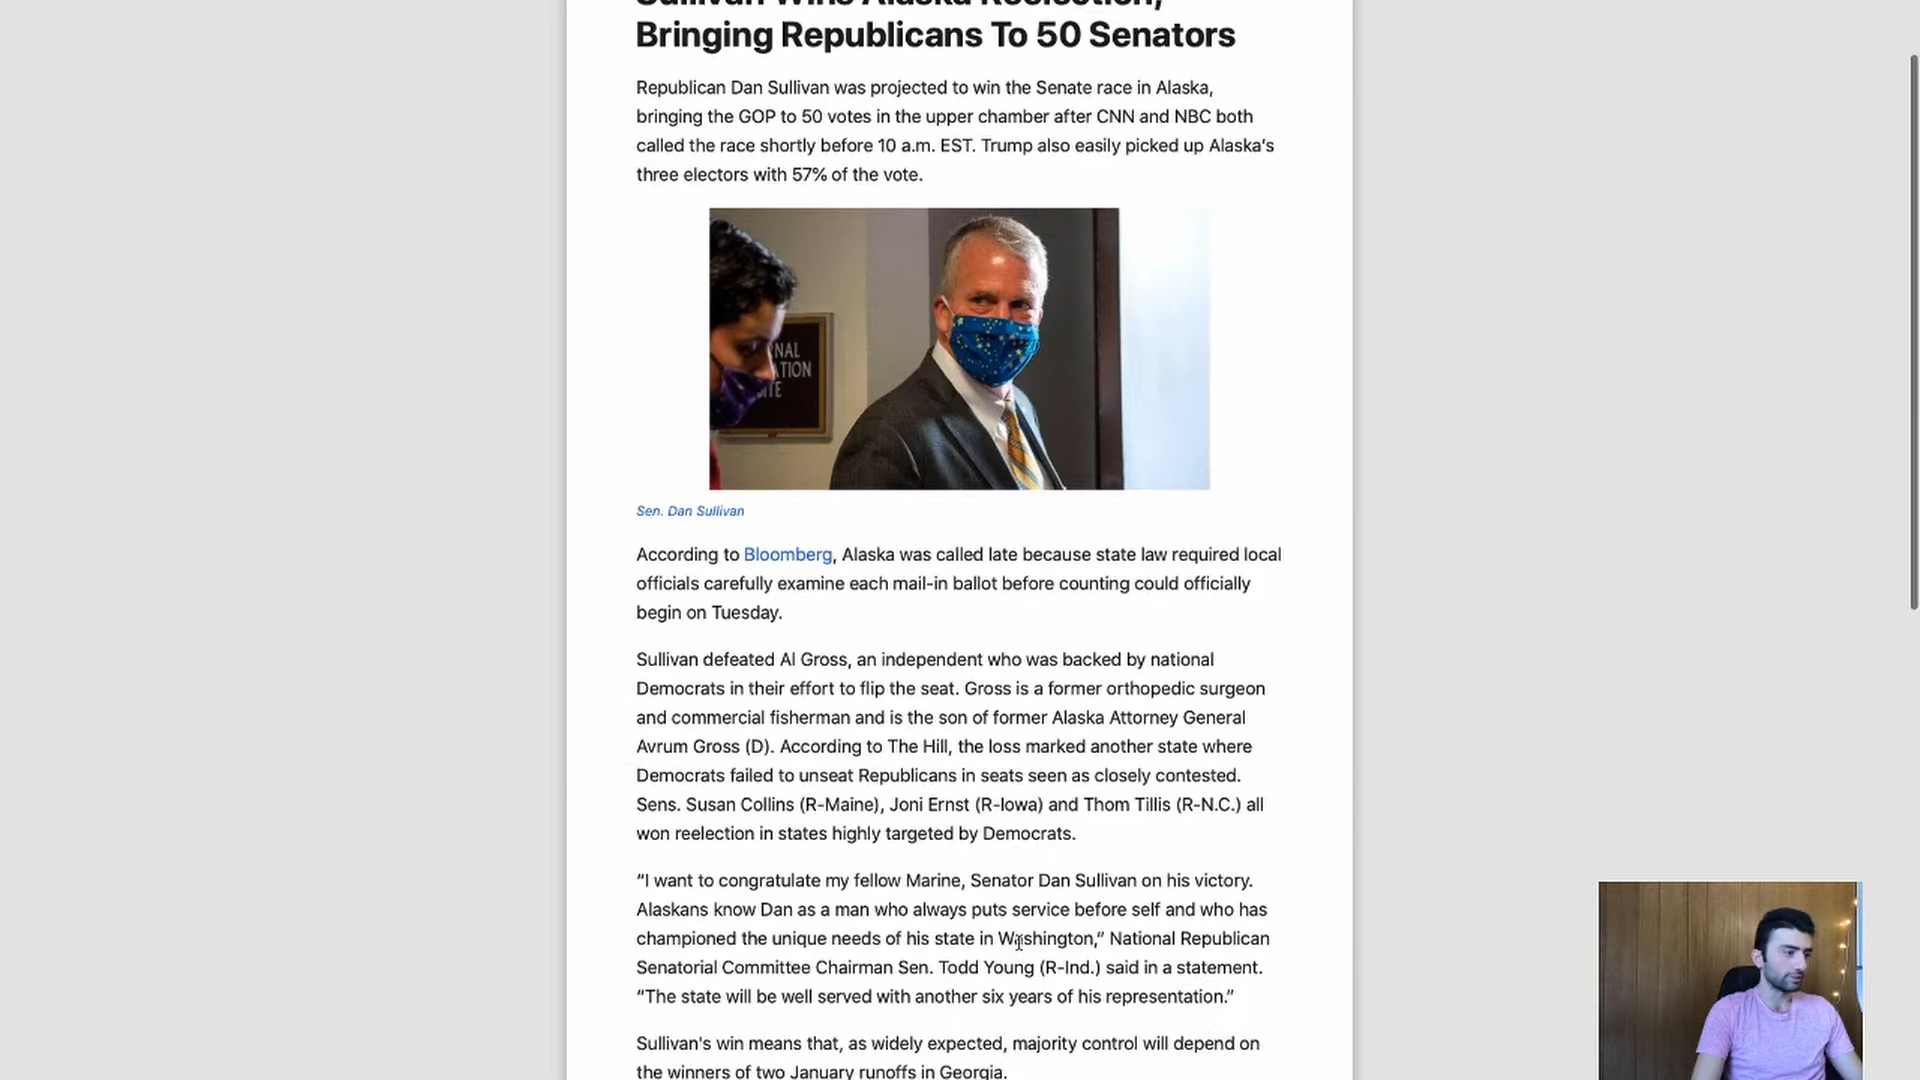 Sullivan Wins Alaska Reelection,
Bringing Republicans To 50 Senators
Republican Dan Sullivan was projected to win the Senate race in Alaska,
bringing the GOP to 50 votes in the upper chamber after CNN and NBC both
called the race shortly before 10 a.m. EST. Trump also easily picked up Alaska's
three electors with 57% of the vote.
RNAL
ATION
ITE
Sen. Dan Sullivan
According to Bloomberg, Alaska was called late because state law required local
officials carefully examine each mail-in ballot before counting could officially
begin on Tuesday.
Sullivan defeated Al Gross, an independent who was backed by national
Democrats in their effort to flip the seat. Gross is a former orthopedic surgeon
and commercial fisherman and is the son of former Alaska Attorney General
Avrum Gross (D). According to The Hill, the loss marked another state where
Democrats failed to unseat Republicans in seats seen as closely contested.
Sens. Susan Collins (R-Maine), Joni Ernst (R-Iowa) and Thom Tillis (R-N.C.) all
won reelection in states highly targeted by Democrats.
“I want to congratulate my fellow Marine, Senator Dan Sullivan on his victory.
Alaskans know Dan as a man who always puts service before self and who has
championed the unique needs of his state in Washington,” National Republican
Senatorial Committee Chairman Sen. Todd Young (R-Ind.) said in a statement.
“The state will be well served with another six years of his representation.”
Sullivan's win means that, as widely expected, majority control will depend on
the winners of two January runoffs in Georgia.